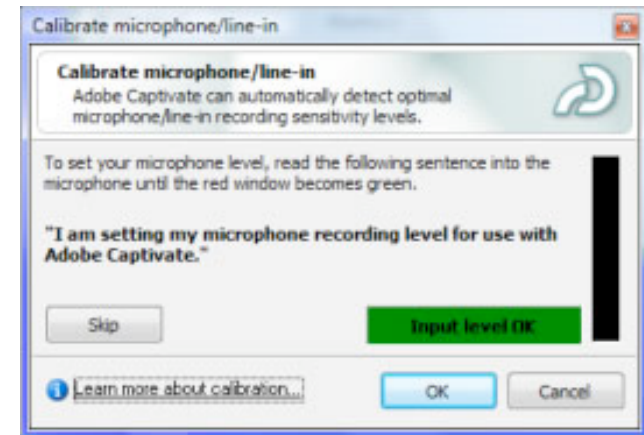 Calibrate microphone/line-in
Calibrate microphone/line-in
Adobe Captivate can automatically detect optimal
microphone/line-in recording sensitivity levels.
To set your microphone level, read the following sentence into the
microphone until the red window becomes green.
"I am setting my microphone recording level for use with
Adobe Captivate."
Skip
Input level OK
Learn more about calibration...
OK
Cancel